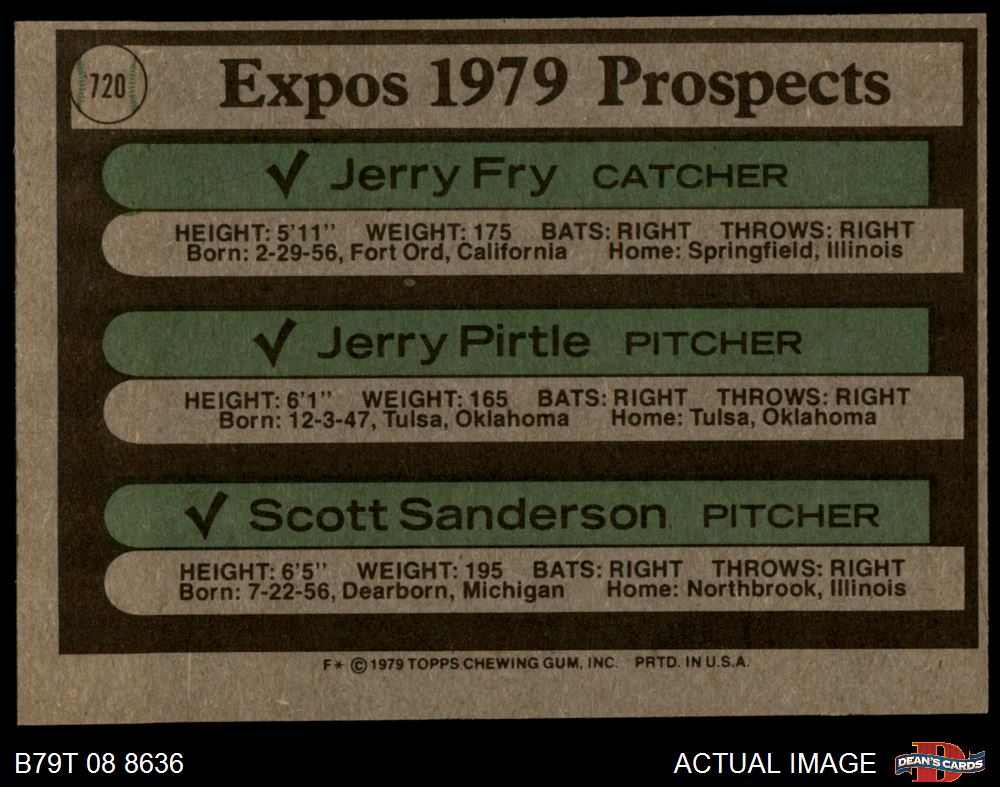 720
Expos 1979 Prospects
✓ Jerry Fry CATCHER
HEIGHT: 5'11" WEIGHT: 175 BATS: RIGHT THROWS: RIGHT
Born: 2-29-56, Fort Ord, California Home: Springfield, Illinois
✓ Jerry Pirtle PITCHER
HEIGHT: 6'1" WEIGHT: 165 BATS: RIGHT THROWS: RIGHT
Born: 12-3-47, Tulsa, Oklahoma Home: Tulsa, Oklahoma
✓ Scott Sanderson PITCHER
HEIGHT: 6'5" WEIGHT: 195 BATS: RIGHT THROWS: RIGHT
Born: 7-22-56, Dearborn, Michigan Home: Northbrook, Illinois
F* © 1979 TOPPS CHEWING GUM, INC. PRTD. IN U.S.A.
B79T 08 8636 ACTUAL IMAGE
D
DEAN'S CARDS